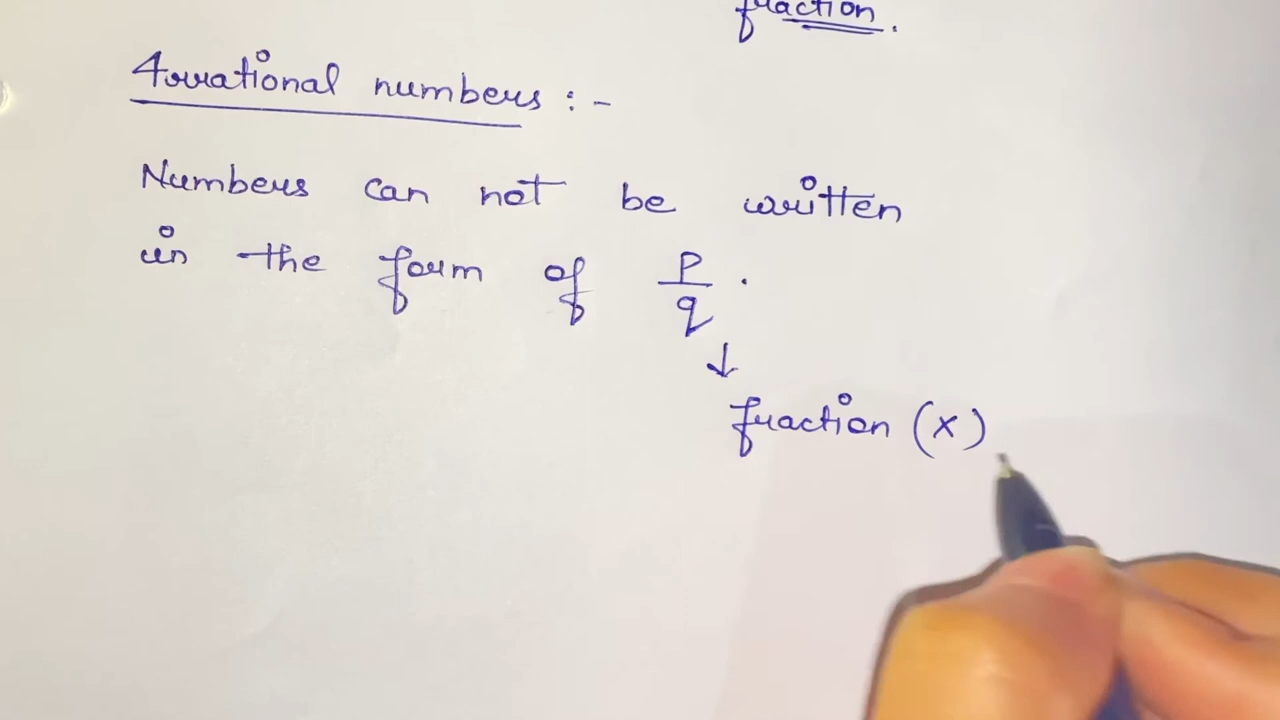 fraction.
Irrational numbers :-
Numbers can not be written
in the form of p/q .
↓
fraction (x)